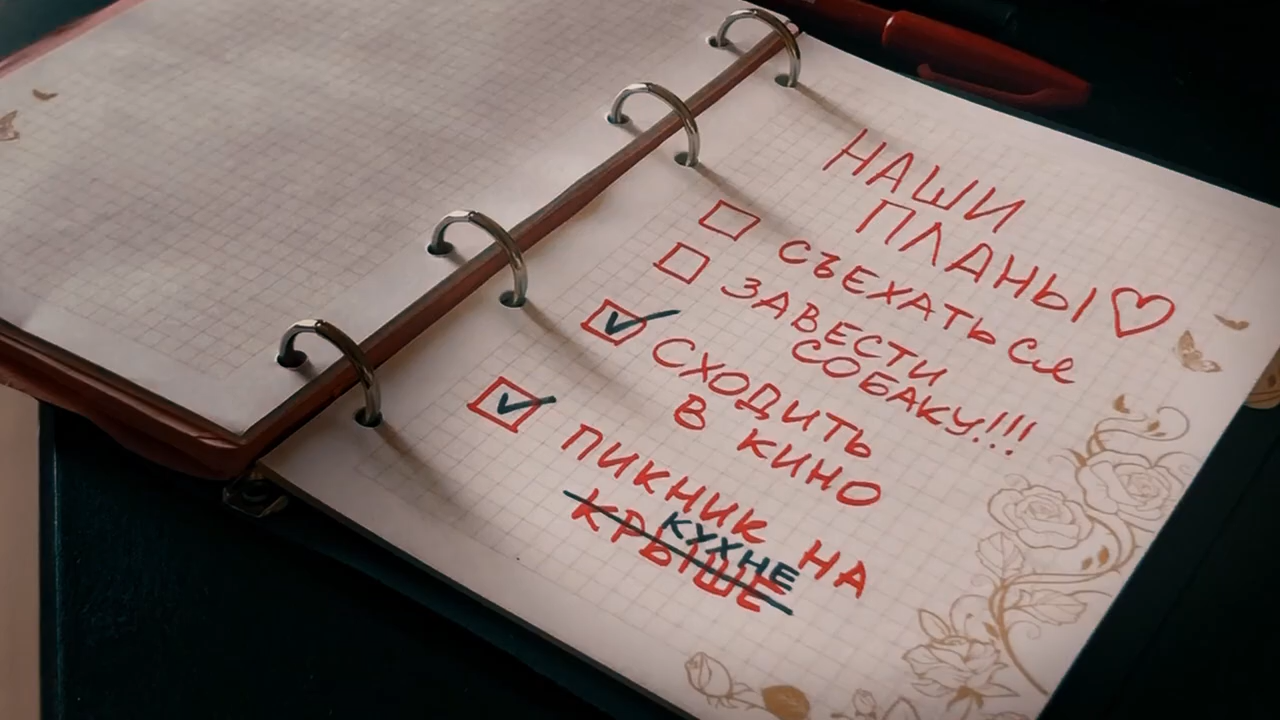 НАШИ
ПЛАНЫ
СЪЕХАТЬСЯ
ЗАВЕСТИ
СОБАКУ!!!
СХОДИТЬ
В КИНО
ПИКНИК НА
КУХНЕ
КРЫШЕ